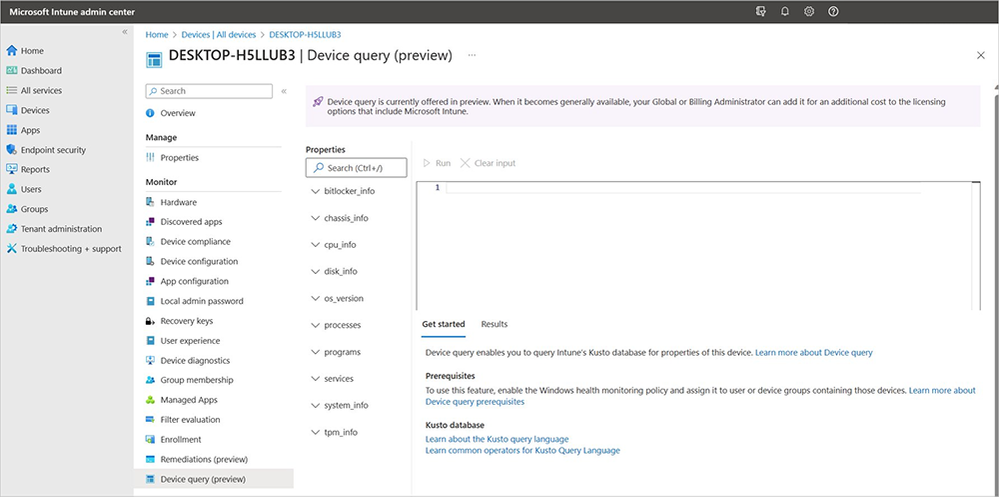 Microsoft Intune admin center
Home > Devices | All devices > DESKTOP-H5LLUB3
DESKTOP-H5LLUB3 | Device query (preview) ...
Home
Dashboard
All services
Devices
Apps
Endpoint security
Reports
Users
Groups
Tenant administration
Troubleshooting + support
Search
Overview
Manage
Properties
Monitor
Hardware
Discovered apps
Device compliance
Device configuration
App configuration
Local admin password
Recovery keys
User experience
Device diagnostics
Group membership
Managed Apps
Filter evaluation
Enrollment
Remediations (preview)
Device query (preview)
Device query is currently offered in preview. When it becomes generally available, your Global or Billing Administrator can add it for an additional cost to the licensing
options that include Microsoft Intune.
Properties
Search (Ctrl+/)
bitlocker_info
chassis_info
cpu_info
disk_info
os_version
processes
programs
services
system_info
tpm_info
Run Clear input
1
Get started Results
Device query enables you to query Intune's Kusto database for properties of this device. Learn more about Device query
Prerequisites
To use this feature, enable the Windows health monitoring policy and assign it to user or device groups containing those devices. Learn more about
Device query prerequisites
Kusto database
Learn about the Kusto query language
Learn common operators for Kusto Query Language